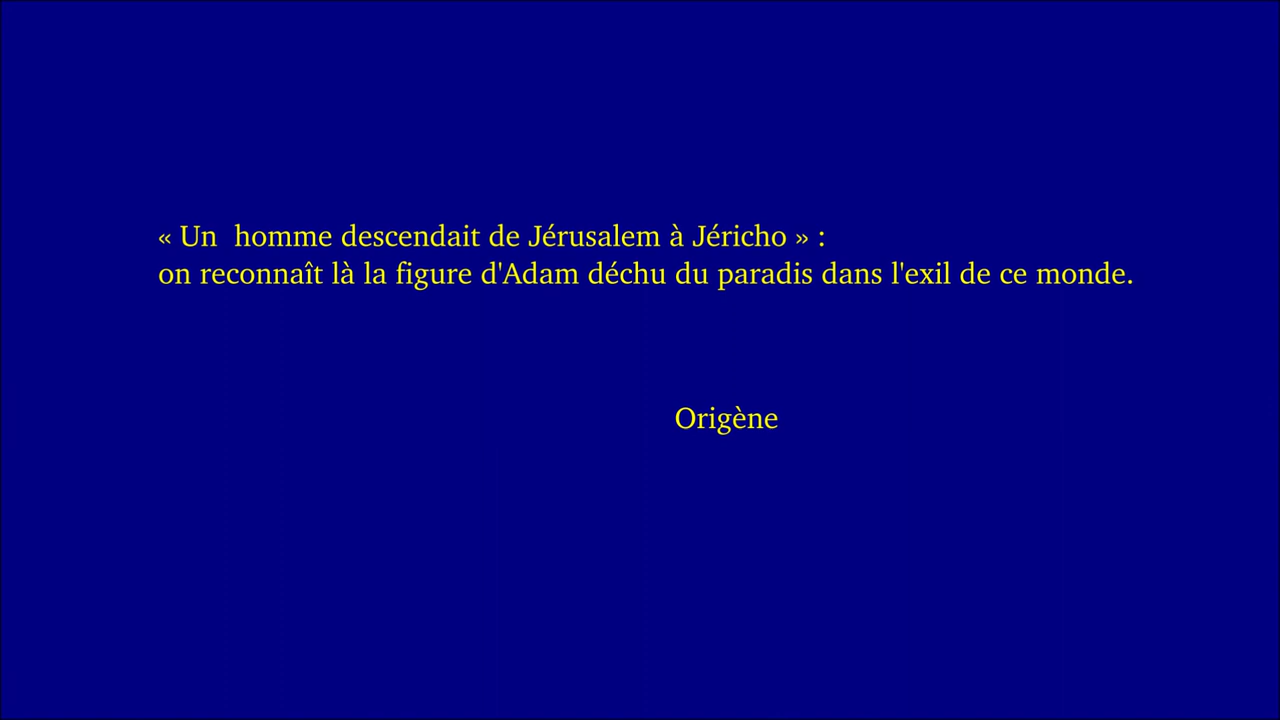 « Un  homme descendait de Jérusalem à Jéricho » :
on reconnaît là la figure d'Adam déchu du paradis dans l'exil de ce monde.
Origène